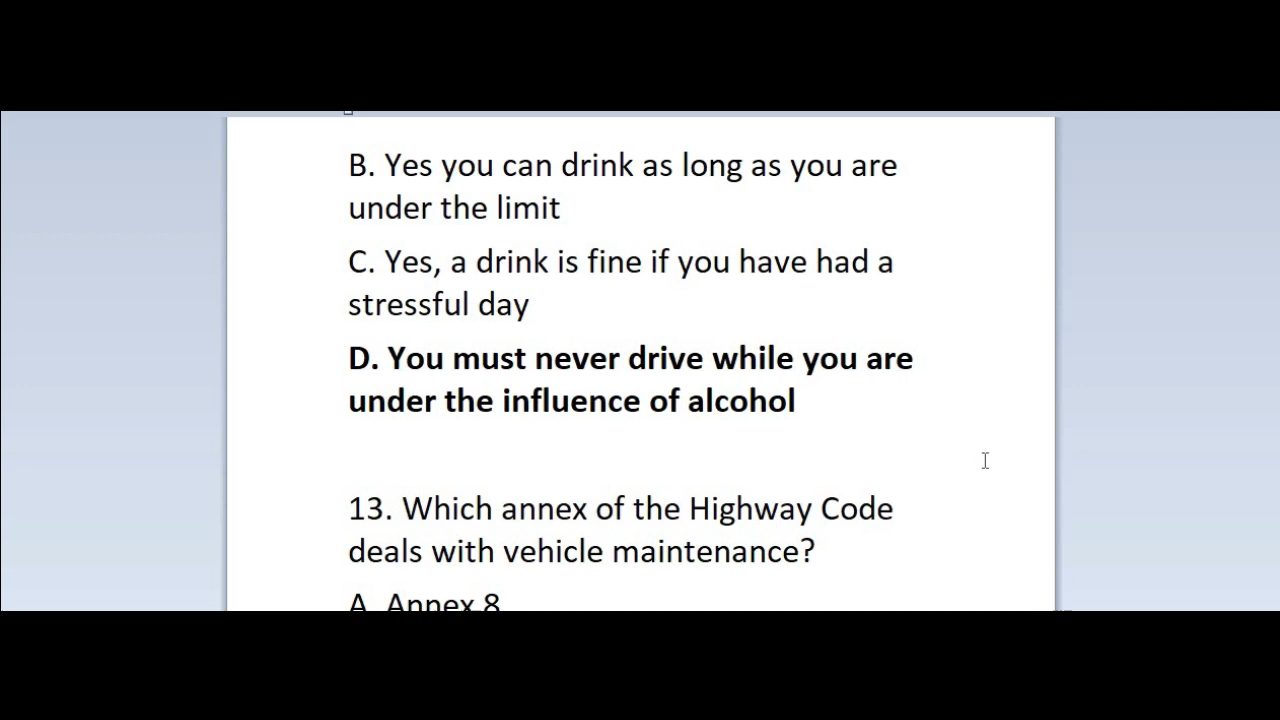 B. Yes you can drink as long as you are
under the limit
C. Yes, a drink is fine if you have had a
stressful day
D. You must never drive while you are
under the influence of alcohol
13. Which annex of the Highway Code
deals with vehicle maintenance?
A. Annex 8